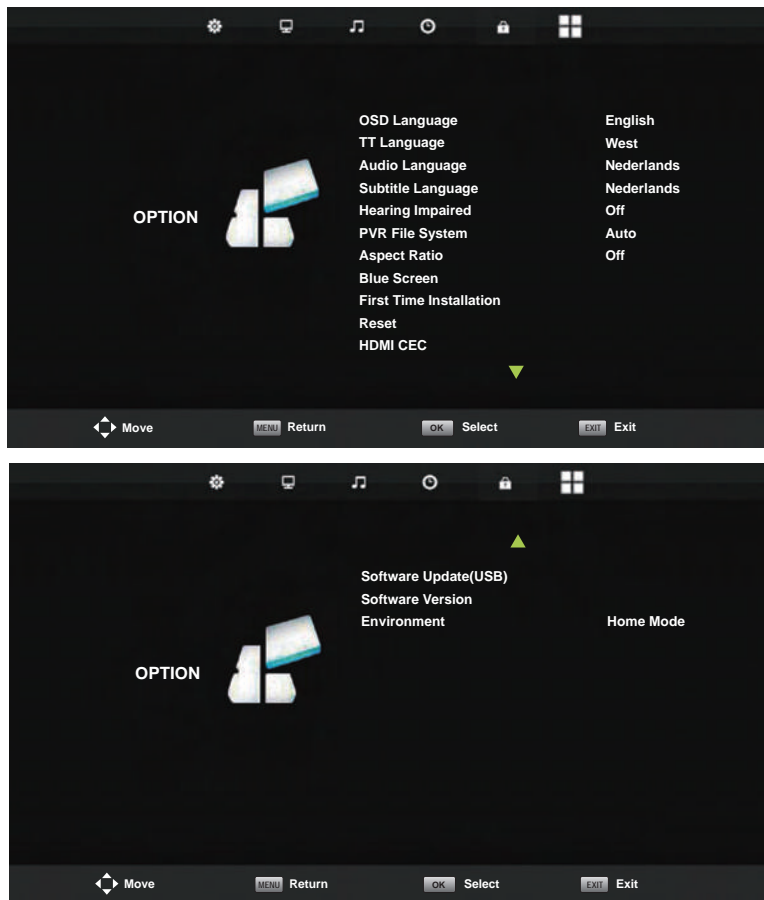 OSD Language English
TT Language West
Audio Language Nederlands
Subtitle Language Nederlands
Hearing Impaired Off
OPTION
PVR File System Auto
Aspect Ratio Off
Blue Screen
First Time Installation
Reset
HDMI CEC
Move MENU Return OK Select EXIT Exit
Software Update(USB)
Software Version
Environment Home Mode
OPTION
Move MENU Return OK Select EXIT Exit